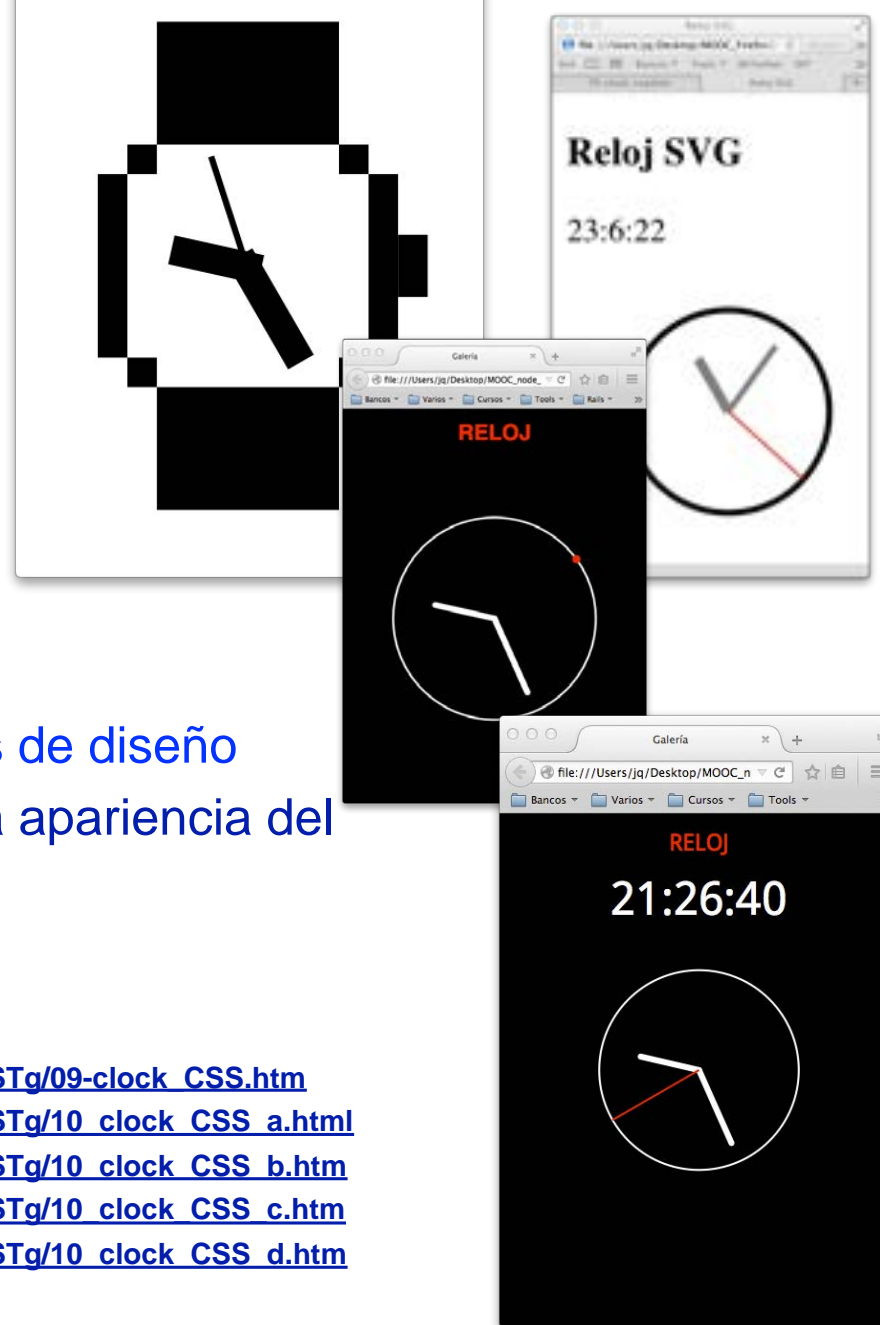 Reloj SVG
Reloj SVG
23:6:22
Galería
file:///Users/jq/Desktop/MOOC_node_
Bancos Varios Cursos Tools Rails
RELOJ
s de diseño
a apariencia del
Galería
file:///Users/jq/Desktop/MOOC_n
Bancos Varios Cursos Tools
RELOJ
21:26:40
STg/09-clock_CSS.htm
STg/10_clock_CSS_a.html
STg/10_clock_CSS_b.htm
STg/10_clock_CSS_c.htm
STg/10_clock_CSS_d.htm